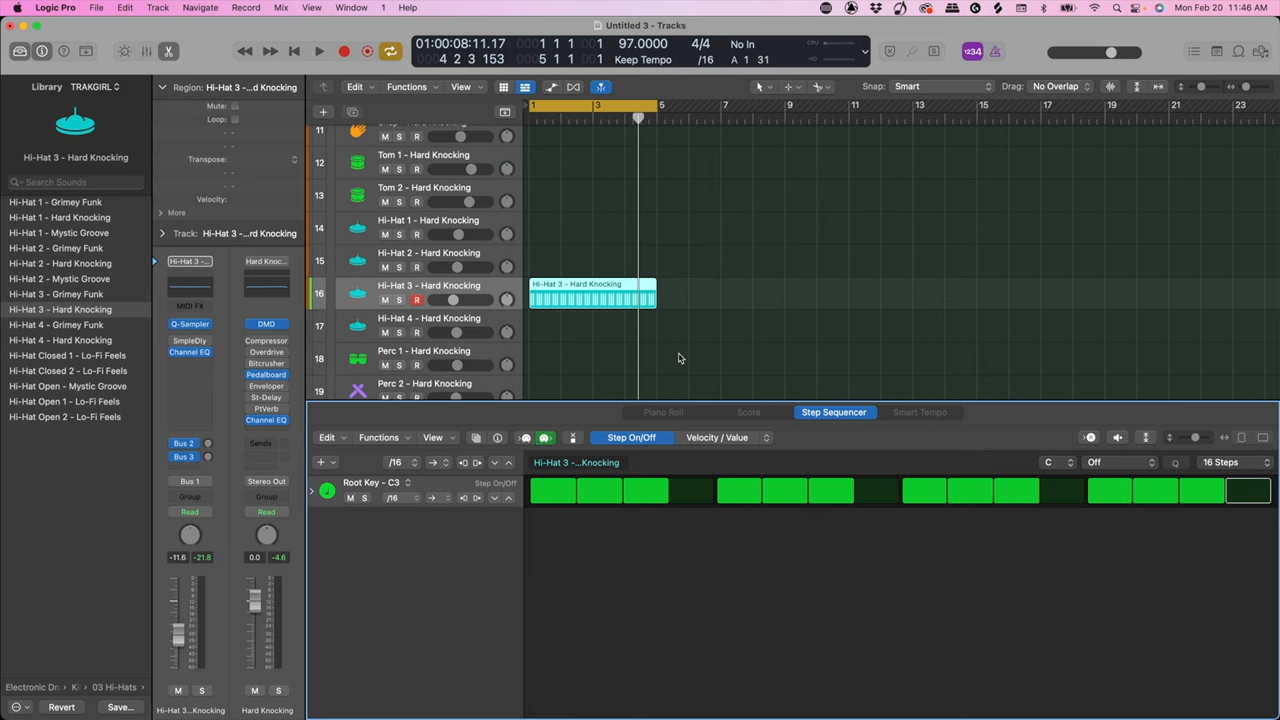 Logic Pro File Edit Track Navigate Record Mix View Window 1 Help Mon Feb 20 11:46 AM
Untitled 3 - Tracks
01:00:08:11.17 1 1 1 1 97.0000 4/4 No In CPU
4 2 3 153 5 1 1 1 Keep Tempo /16 A 1 31
1234
Library TRAKGIRL
Region: Hi-Hat 3 -...d Knocking
Edit Functions View Snap: Smart Drag: No Overlap
Mute:
Loop:
1 3 5 7 9 11 13 15 17 19 21 23
Hi-Hat 3 - Hard Knocking
Transpose:
Search Sounds
Velocity:
More
Track: Hi-Hat 3 -...rd Knocking
Hi-Hat 1 - Grimey Funk
Hi-Hat 1 - Hard Knocking
Hi-Hat 1 - Mystic Groove
Hi-Hat 2 - Grimey Funk
Hi-Hat 2 - Hard Knocking
Hi-Hat 2 - Mystic Groove
Hi-Hat 3 - Grimey Funk
Hi-Hat 3 - Hard Knocking
Hi-Hat 4 - Grimey Funk
Hi-Hat 4 - Hard Knocking
Hi-Hat Closed 1 - Lo-Fi Feels
Hi-Hat Closed 2 - Lo-Fi Feels
Hi-Hat Open - Mystic Groove
Hi-Hat Open 1 - Lo-Fi Feels
Hi-Hat Open 2 - Lo-Fi Feels
Hi-Hat 3 -... Hard Knoc...
MIDI FX
Q-Sampler DMD
SmpleDly Compressor
Channel EQ Overdrive
Bitcrusher
Pedalboard
Enveloper
St-Delay
PtVerb
Channel EQ
Bus 2 Sends
Bus 3
Bus 1 Stereo Out
Group Group
Read Read
-11.6 -21.8 0.0 -4.6
M S M S
Hi-Hat 3...Knocking Hard Knocking
11
M S R
12 Tom 1 - Hard Knocking
M S R
13 Tom 2 - Hard Knocking
M S R
14 Hi-Hat 1 - Hard Knocking
M S R
15 Hi-Hat 2 - Hard Knocking
M S R
16 Hi-Hat 3 - Hard Knocking
M S R
17 Hi-Hat 4 - Hard Knocking
M S R
18 Perc 1 - Hard Knocking
M S R
19 Perc 2 - Hard Knocking
Hi-Hat 3 - Hard Knocking
Piano Roll Score Step Sequencer Smart Tempo
Edit Functions View Step On/Off Velocity / Value
/16 Hi-Hat 3 -...Knocking C Off Q 16 Steps
Root Key - C3 Step On/Off
M S /16
Electronic Dr... Ki 03 Hi-Hats
Revert Save...